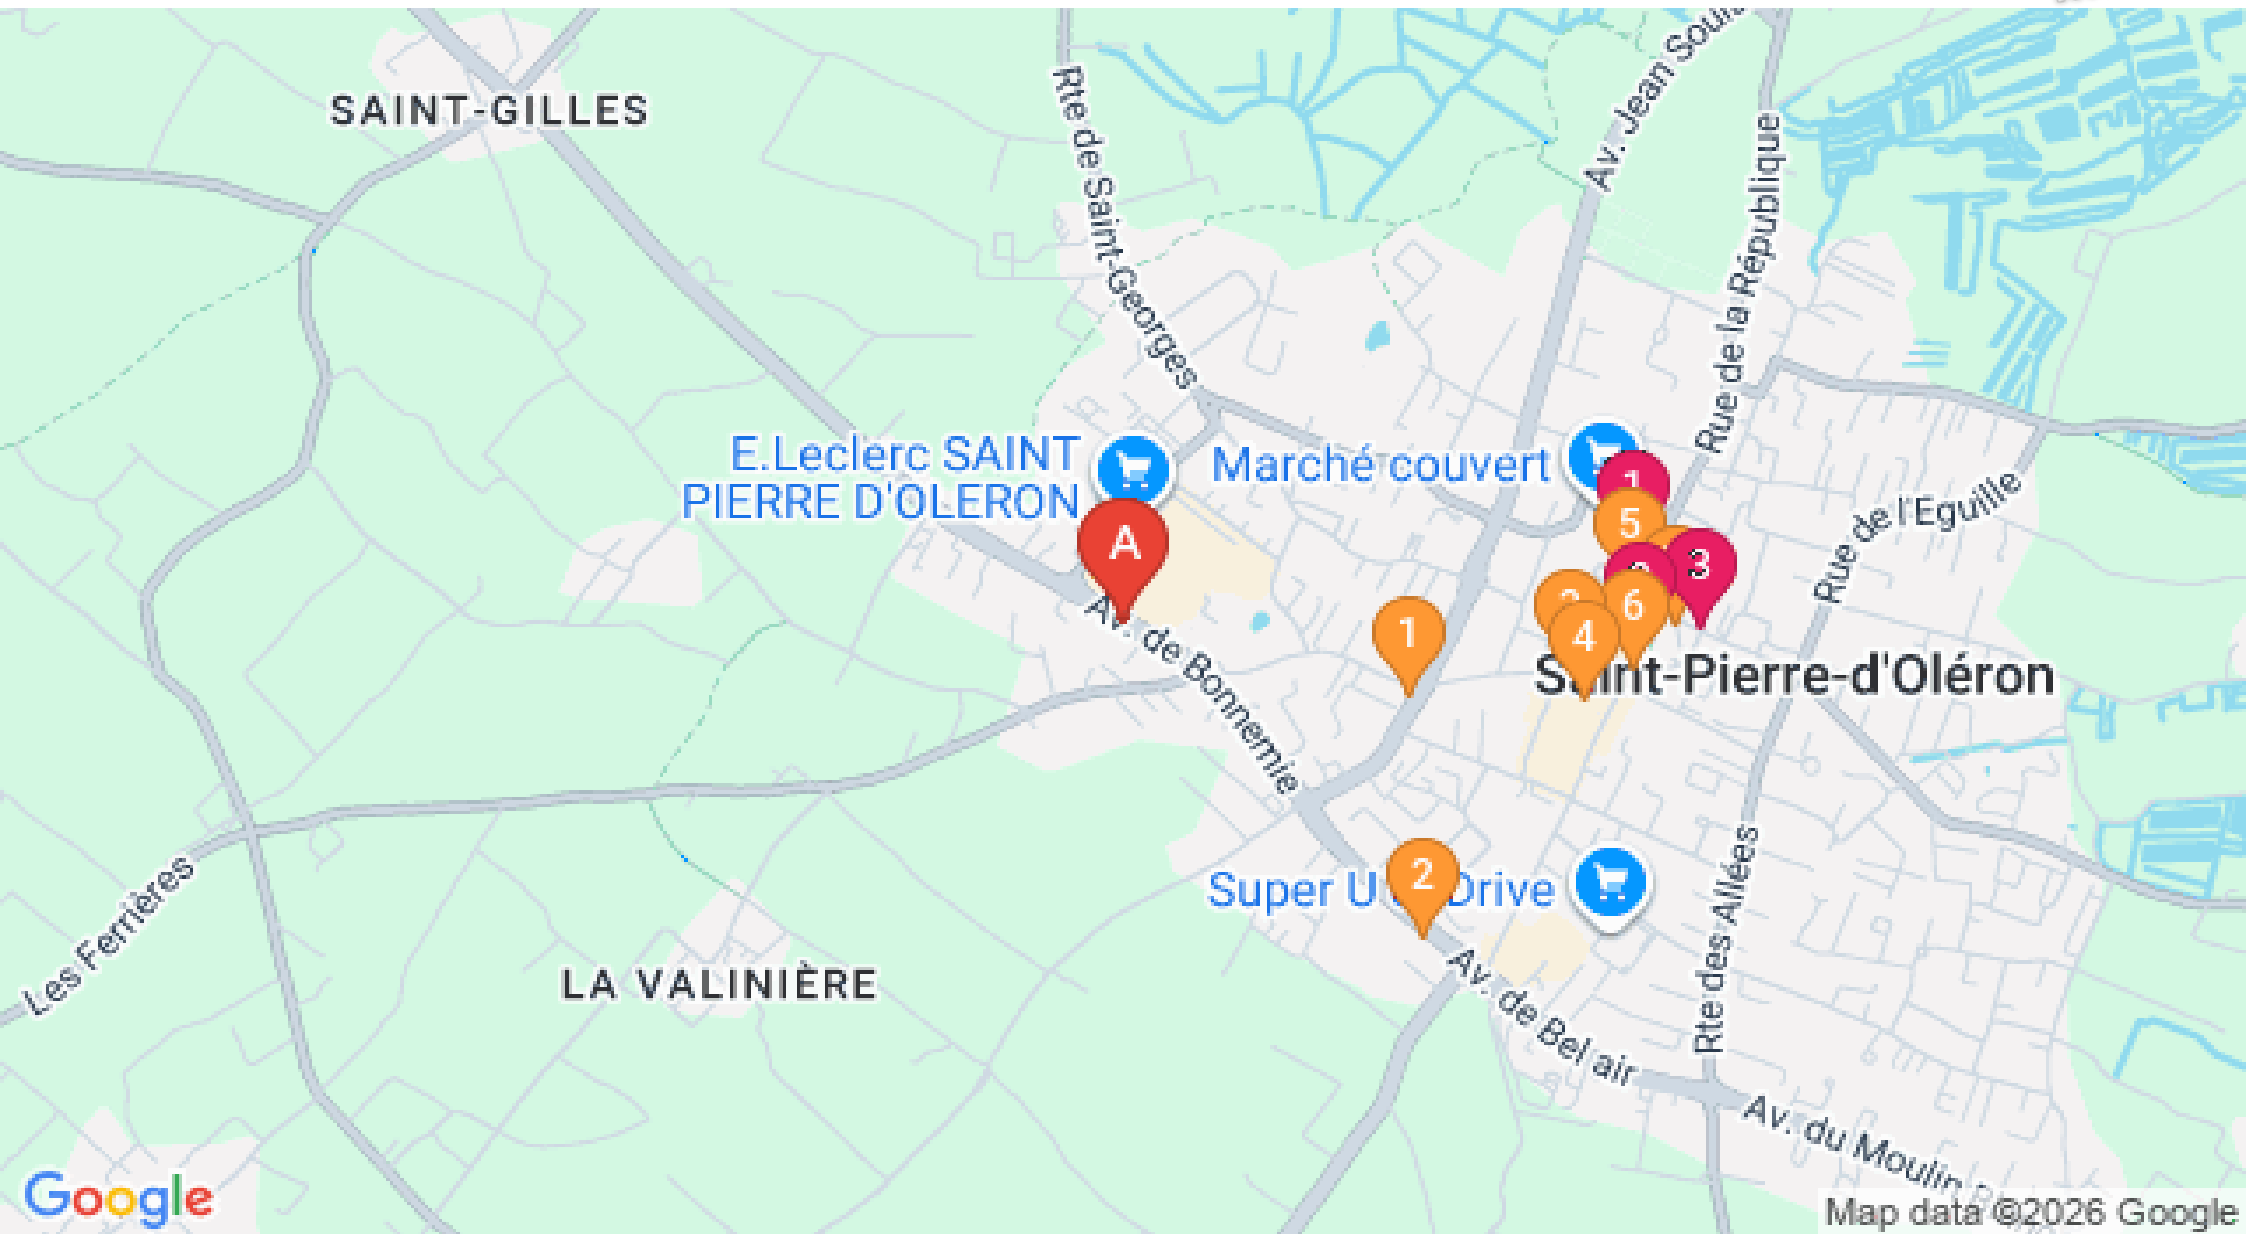 SAINT-GILLES
Rte de Saint-Georges
Av. Jean Soul
Rue de la République
E.Leclerc SAINT
PIERRE D'OLERON
Marché couvert
Rue de l'Eguille
A
1
5
3
1
6
4
Saint-Pierre-d'Oléron
Av. de Bonnemie
2
Super U Drive
Les Ferrières
LA VALINIÈRE
Rte des Allées
Av. de Bel air
Av. du Moulin
Google
Map data ©2026 Google